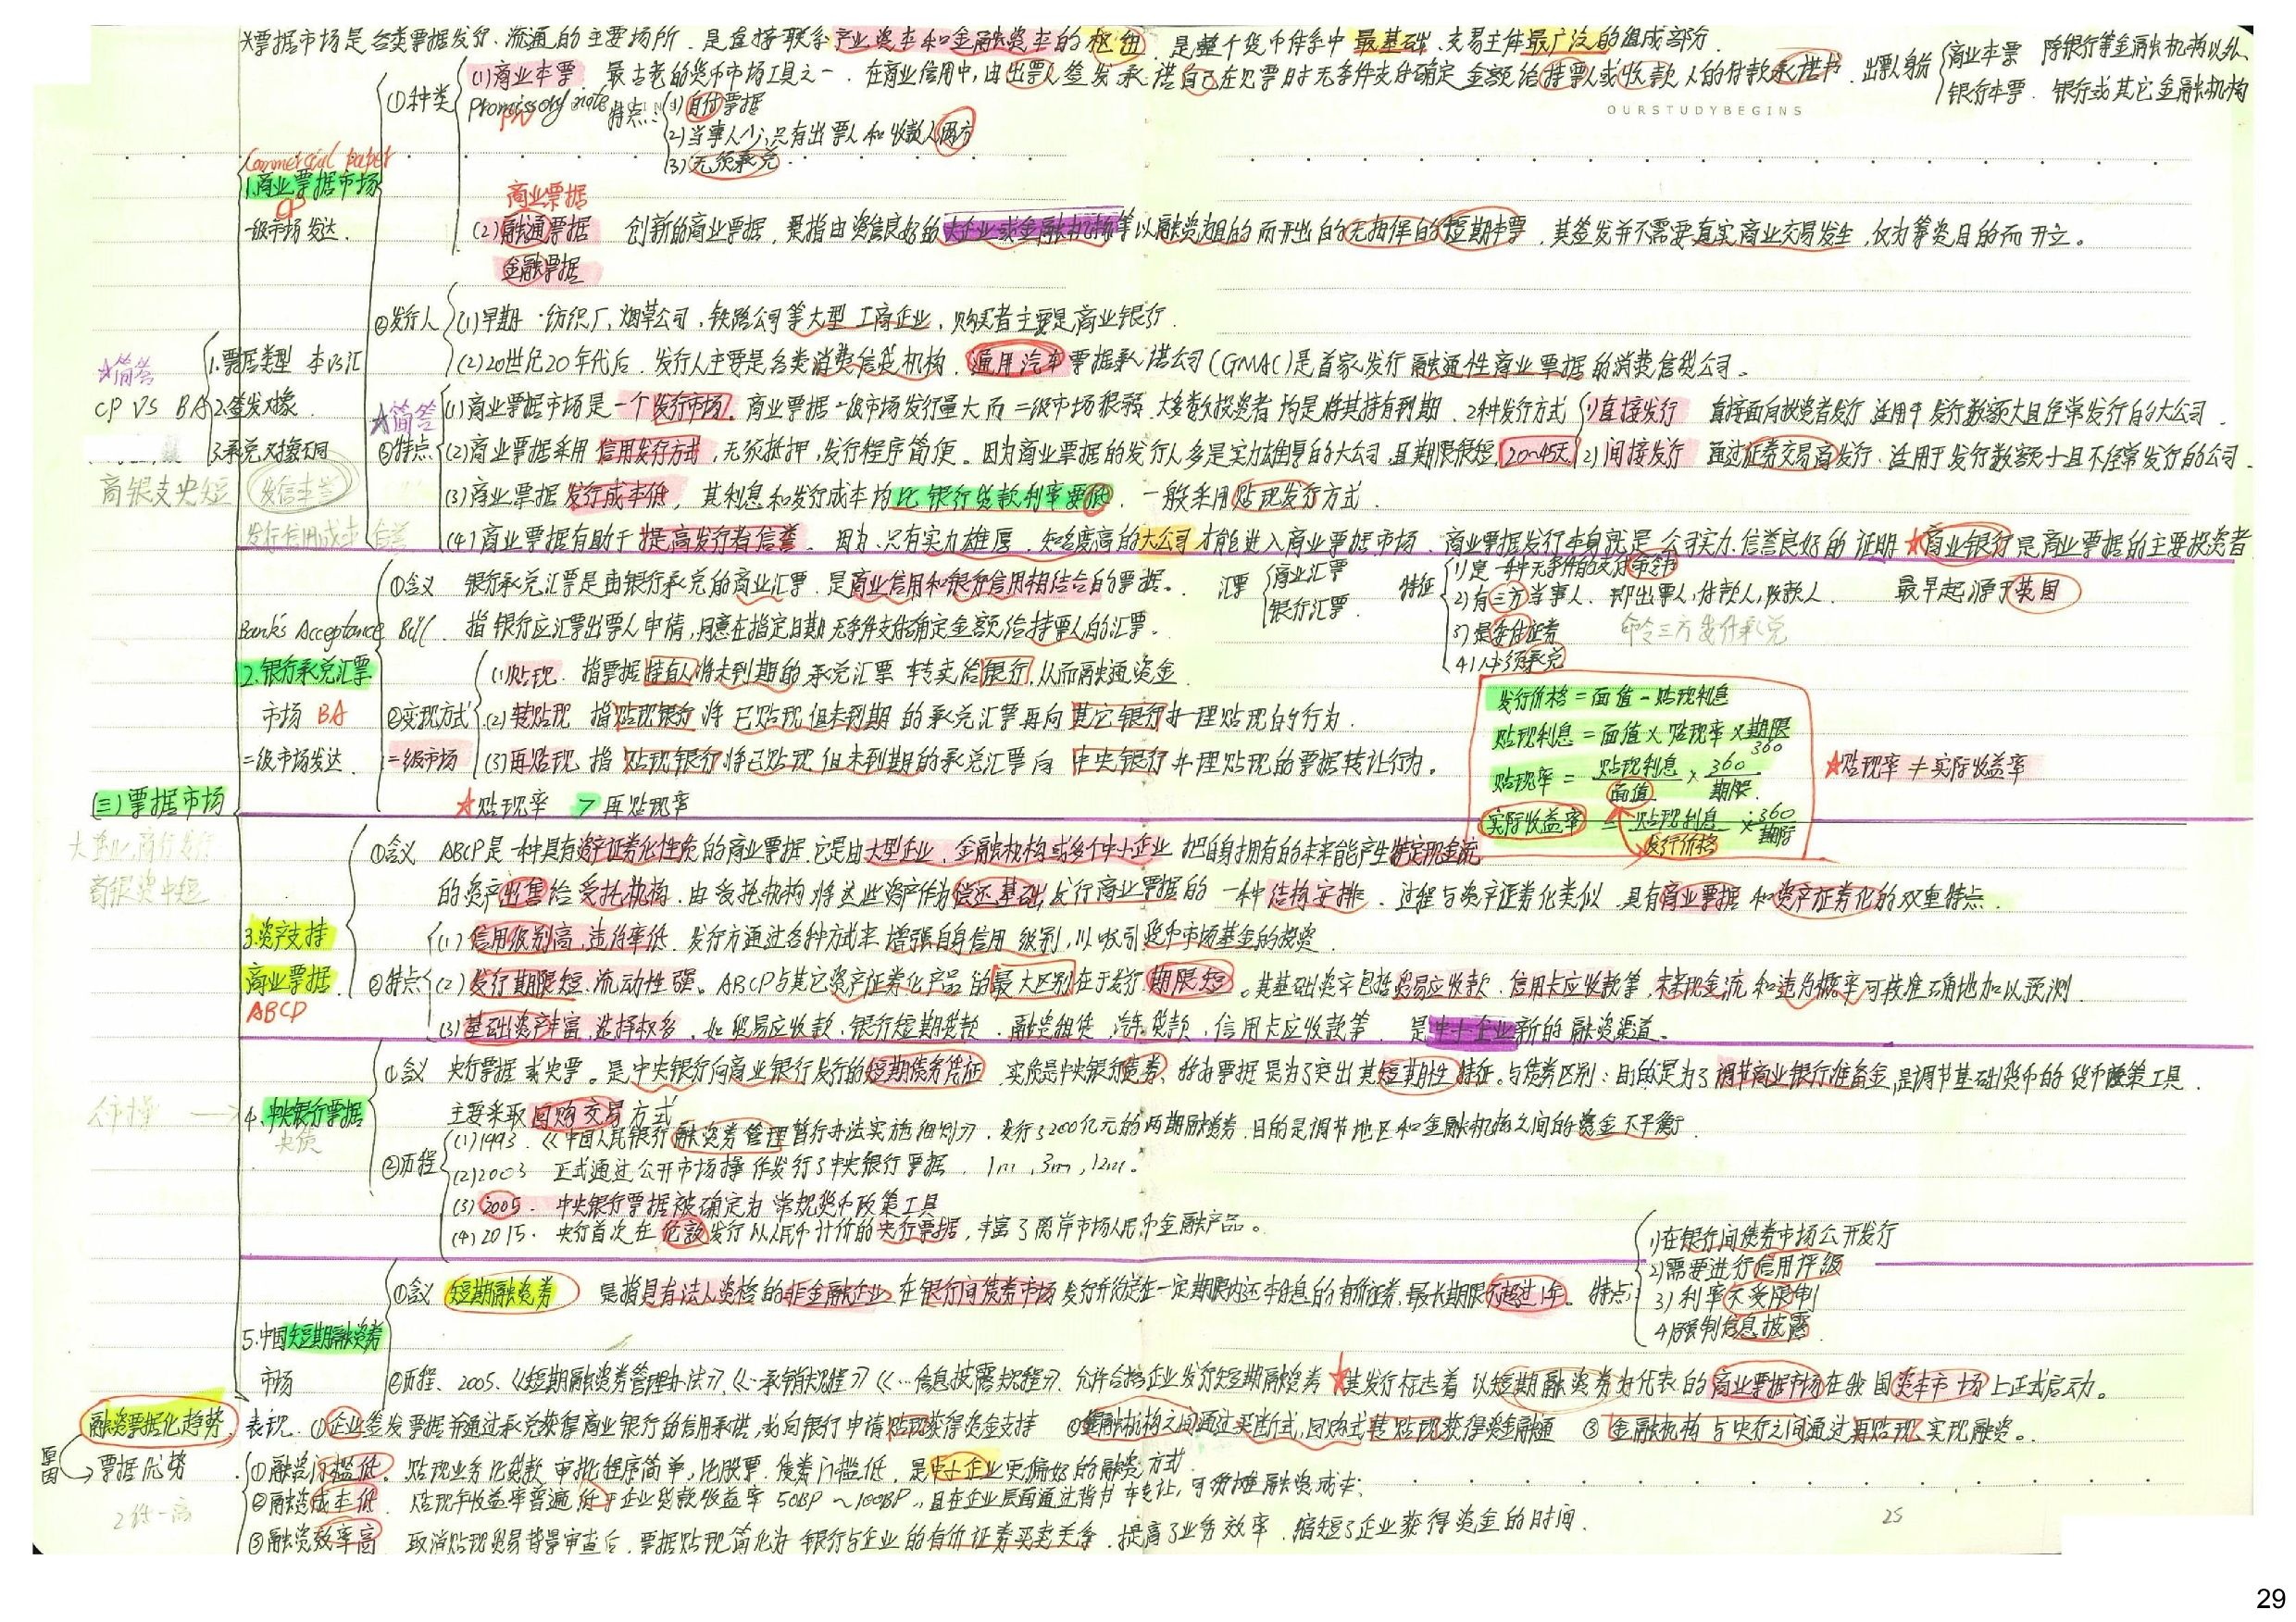 *票据市场是各类票据发行、流通的主要场所，是直接联系产业资本和金融资本的枢纽，是整个货币体系中最基础、交易主体最广泛的组成部分.
①种类
(1)商业本票 最古老的货币市场工具之一，在商业信用中，由出票人签发承诺自己在见票时无条件支付确定金额给持票人或收款人的付款承诺书. 出票人身份
商业本票 除银行等金融机构以外
银行本票. 银行或其它金融机构
Promissory note
PN
特点：1)自付票据
2)当事人少，只有出票人和收款人两方
3)无须承兑.
OURSTUDYBEGINS
Commercial paper
1.商业票据市场
CP
一级市场发达.
商业票据
(2)融通票据 创新的商业票据，是指由资信良好的大企业或金融机构等以融资为目的而开出的无担保的短期本票，其签发并不需要真实商业交易发生，仅为筹资目的而开立。
金融票据
②发行人 (1)早期·纺织厂、烟草公司，铁路公司等大型工商企业，购买者主要是商业银行.
(2)20世纪20年代后，发行人主要是各类消费信贷机构，通用汽车票据承诺公司(GMAC)是首家发行融通性商业票据的消费信贷公司。
☆简答
CP VS BA
1.票据类型 本VS汇
2.签发对象
3.承兑对象不同
商银支央短
发信主
发行信用成本信誉
☆简答
③特点
(1)商业票据市场是一个发行市场。商业票据一级市场发行量大而二级市场很弱，大多数投资者均是将其持有到期. 2种发行方式 1)直接发行 直接面向投资者发行 适用于发行数额大且经常发行的大公司.
(2)商业票据采用信用发行方式，无须抵押，发行程序简便。因为商业票据的发行人多是实力雄厚的大公司，且期限很短，20~45天 2)间接发行 通过证券交易商发行. 适用于发行数额小且不经常发行的公司.
(3)商业票据发行成本低，其利息和发行成本均比银行贷款利率要低. 一般采用贴现发行方式.
(4)商业票据有助于提高发行者信誉。因为，只有实力雄厚、知名度高的大公司才能进入商业票据市场，商业票据发行本身就是公司实力、信誉良好的证明 ★商业银行是商业票据的主要投资者
①含义 银行承兑汇票是由银行承兑的商业汇票，是商业信用和银行信用相结合的票据。 汇票 商业汇票 银行汇票
特征 1)是一种无条件的支付命令
2)有三方当事人，即出票人，付款人，收款人. 最早起源于英国
3)是委付证券 命令三方支付承兑
4)必须承兑
Bank's Acceptance Bill. 指银行应汇票出票人申请，同意在指定日期无条件支付确定金额给持票人的汇票。
2.银行承兑汇票
市场 BA
二级市场发达.
②实现方式
二级市场
(1)贴现. 指票据持有人将未到期的承兑汇票转卖给银行，从而融通资金
(2)转贴现 指贴现银行将已贴现但未到期的承兑汇票再向其它银行办理贴现的行为.
(3)再贴现 指贴现银行将已贴现但未到期的承兑汇票向中央银行办理贴现的票据转让行为。
★贴现率 > 再贴现率
发行价格 = 面值 - 贴现利息
贴现利息 = 面值 × 贴现率 × 期限/360
贴现率 = 贴现利息/面值 × 360/期限.
实际收益率 = 贴现利息/发行价格 × 360/期限
★贴现率 ≠ 实际收益率
(三)票据市场
商银资中短
3.资产支持
商业票据.
ABCP
①含义 ABCP是一种具有资产证券化性质的商业票据，它是由大型企业、金融机构或多个中小企业把自身拥有的未来能产生稳定现金流
的资产出售给受托机构，由受托机构将这些资产作为偿还基础发行商业票据的一种结构安排. 过程与资产证券化类似，具有商业票据和资产证券化的双重特点.
②特点
(1)信用级别高，违约率低. 发行方通过各种方式来增强自身信用级别，以吸引货币市场基金的投资
(2)发行期限短，流动性强。ABCP与其它资产证券化产品的最大区别在于发行期限短。其基础资产包括贸易应收款、信用卡应收款等，未来现金流和违约概率可较准确地加以预测.
(3)基础资产丰富，选择权多，如贸易应收款、银行短期贷款、融资租赁、汽车贷款、信用卡应收款等. 是中小企业新的融资渠道。
4.中央银行票据
央债
①含义 央行票据或央票。是中央银行向商业银行发行的短期债务凭证 实质是中央银行债券，称为票据是为了突出其短期性特征。与债券区别：目的是为了调节商业银行准备金，是调节基础货币的货币政策工具.
主要采取回购交易方式
②历程
(1)1993.《中国人民银行融资券管理暂行办法实施细则》，发行了200亿元的两期融资券，目的是调节地区和金融机构之间的资金不平衡
(2)2003 正式通过公开市场操作发行了中央银行票据. 1m，3m，12m.
(3)2005. 中央银行票据被确定为常规货币政策工具
(4)2015. 央行首次在伦敦发行以人民币计价的央行票据，丰富了离岸市场人民币金融产品。
5.中国短期融资券
市场
①含义 短期融资券 是指具有法人资格的非金融企业在银行间债券市场发行并约定在一定期限内还本付息的有价证券，最长期限不超过1年。特点：
1)在银行间债券市场公开发行
2)需要进行信用评级
3)利率不受限制
4)强制信息披露
②历程. 2005.《短期融资券管理办法》《…承销规程》《…信息披露规程》，允许合格企业发行短期融资券 ★其发行标志着以短期融资券为代表的商业票据市场在我国资本市场上正式启动。
融资票据化趋势. 表现. ①企业签发票据并通过承兑获得商业银行的信用承诺，或向银行申请贴现获得资金支持 ②金融机构之间通过买断式，回购式转贴现获得资金融通 ③金融机构与央行之间通过再贴现实现融资。
原因
票据优势
2低一高
①融资门槛低. 贴现业务比贷款审批程序简单，比股票、债券门槛低，是中小企业更偏好的融资方式.
②融资成本低. 贴现年收益率普遍低于企业贷款收益率50BP～100BP，且在企业层面通过背书转让，可分摊融资成本;
③融资效率高 取消贴现贸易背景审查后，票据贴现简化为银行与企业的有价证券买卖关系，提高了业务效率，缩短了企业获得资金的时间.
25
29